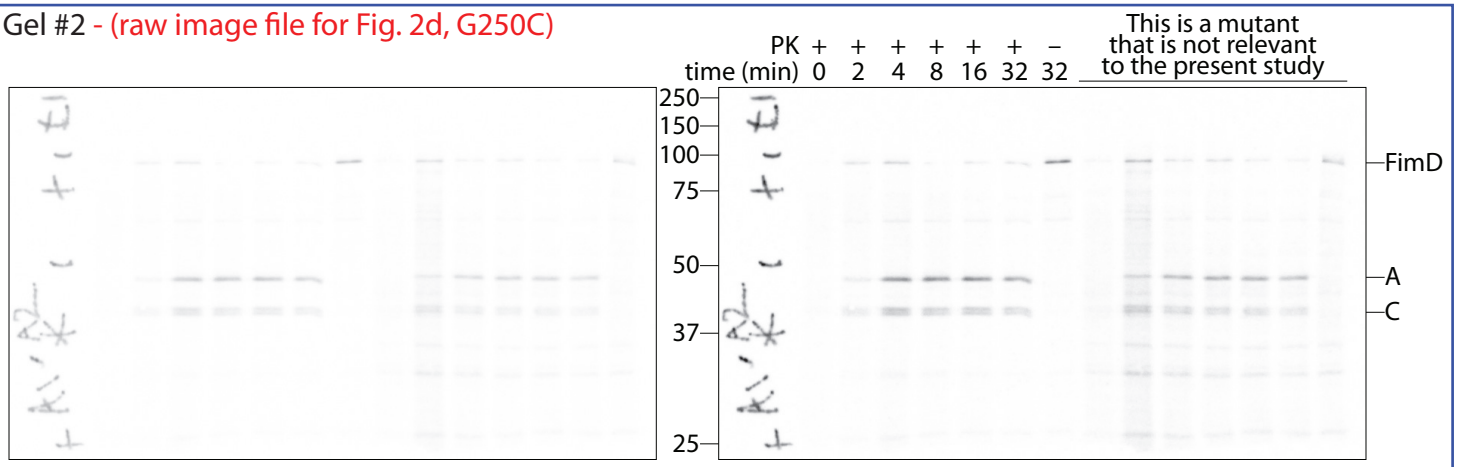 Gel #2 - (raw image file for Fig. 2d, G250C)
This is a mutant
that is not relevant
to the present study
PK + + + + + + –
time (min) 0 2 4 8 16 32 32
250
150
100
75
50
37
25
FimD
A
C